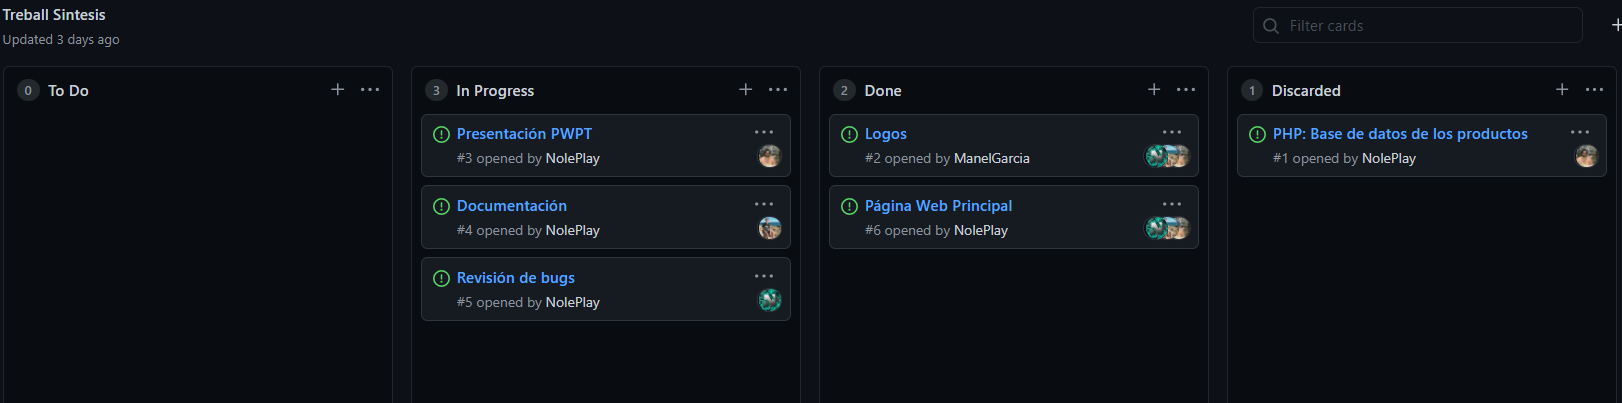 Treball Sintesis
Updated 3 days ago
Filter cards
0 To Do
3 In Progress
Presentación PWPT
#3 opened by NolePlay
Documentación
#4 opened by NolePlay
Revisión de bugs
#5 opened by NolePlay
2 Done
Logos
#2 opened by ManelGarcia
Página Web Principal
#6 opened by NolePlay
1 Discarded
PHP: Base de datos de los productos
#1 opened by NolePlay